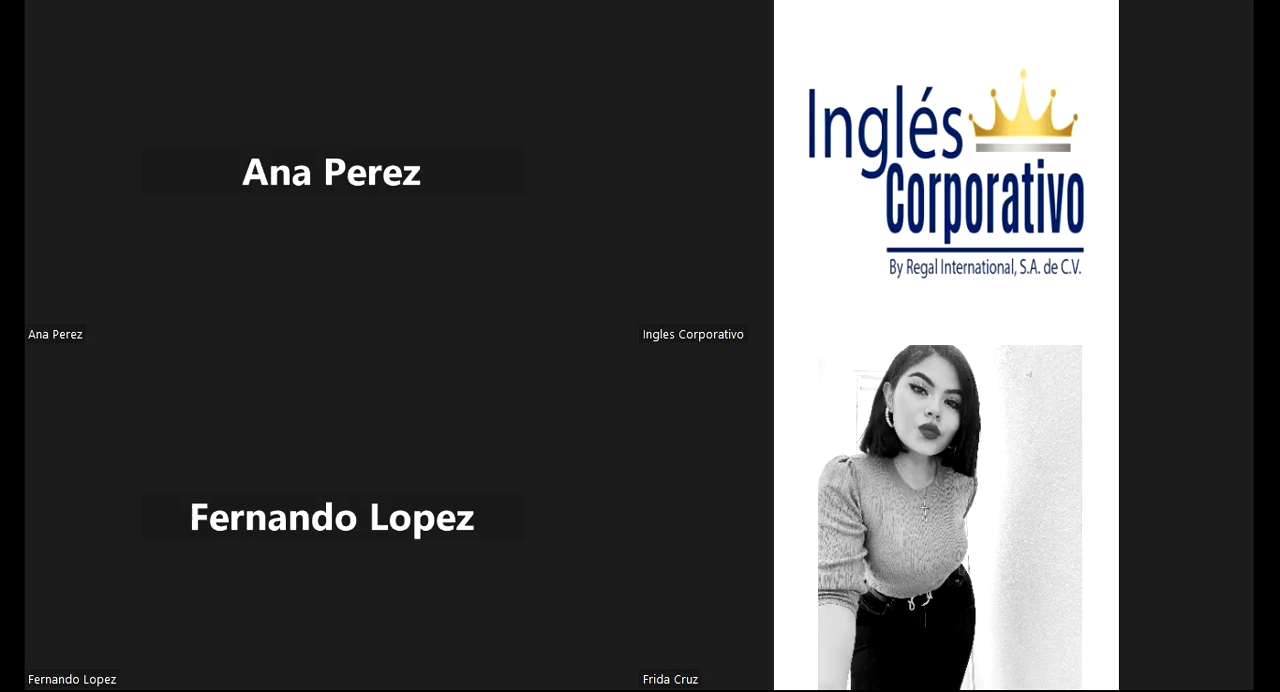 Ana Perez
Ana Perez
Inglés
Corporativo
By Regal International, S.A. de C.V.
Ingles Corporativo
Fernando Lopez
Fernando Lopez
Frida Cruz